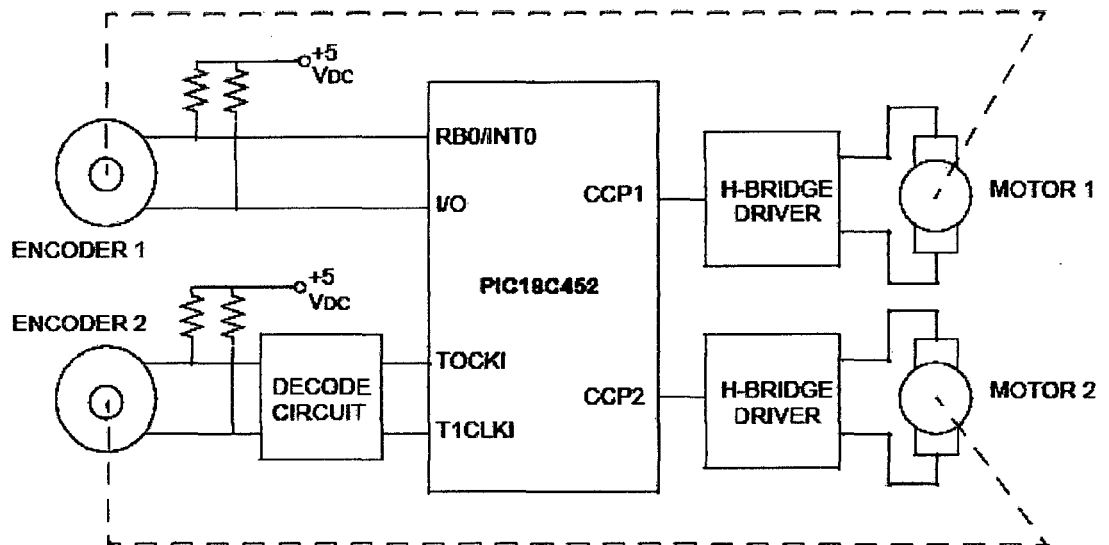 +5
VDC
RB0/INT0
I/O
ENCODER 1
CCP1
H-BRIDGE
DRIVER
MOTOR 1
PIC18C452
+5
VDC
ENCODER 2
DECODE
CIRCUIT
TOCKI
T1CLKI
CCP2
H-BRIDGE
DRIVER
MOTOR 2